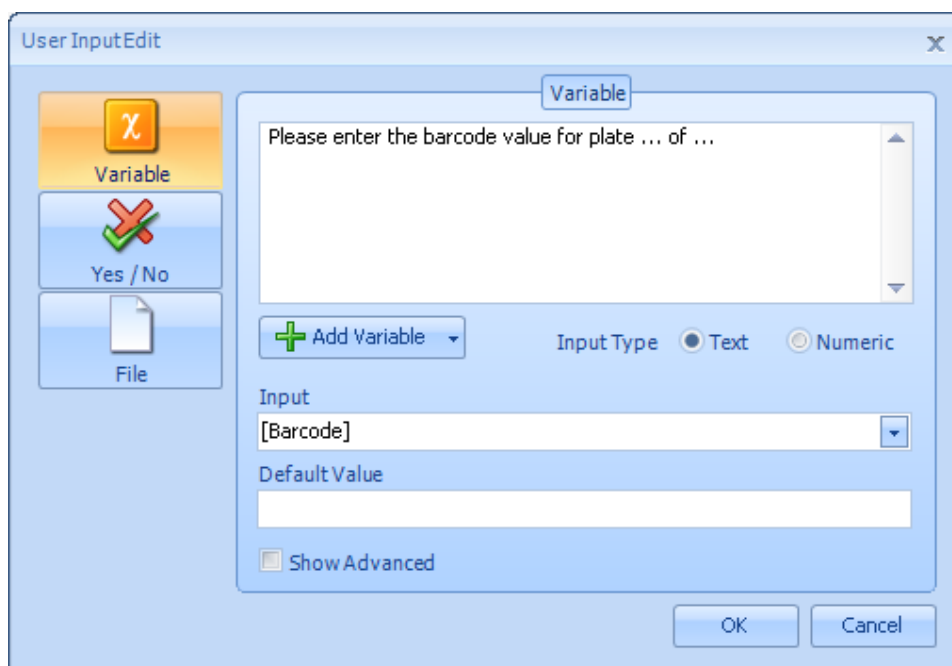 User Input Edit
x
Variable
Yes / No
File
Variable
Please enter the barcode value for plate ... of ...
Add Variable
Input Type Text Numeric
Input
[Barcode]
Default Value
Show Advanced
OK Cancel